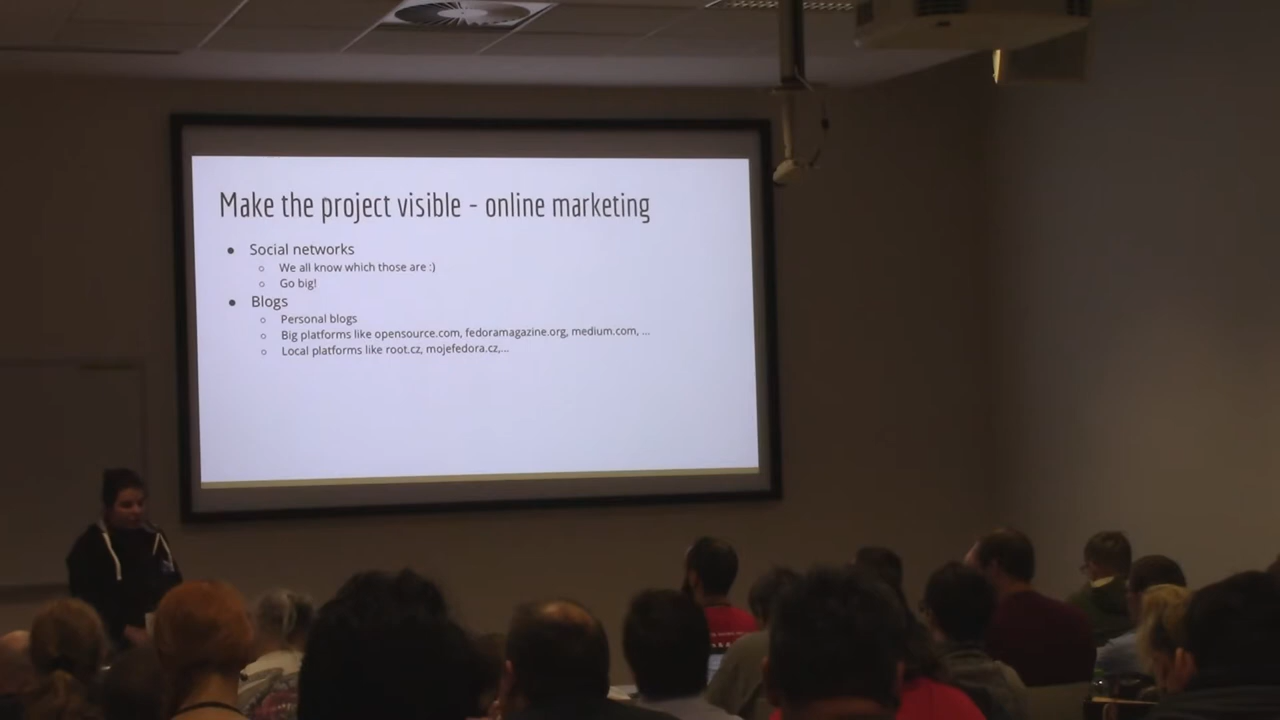 Make the project visible - online marketing
● Social networks
○ We all know which those are :)
○ Go big!
● Blogs
○ Personal blogs
○ Big platforms like opensource.com, fedoramagazine.org, medium.com, ...
○ Local platforms like root.cz, mojefedora.cz,...